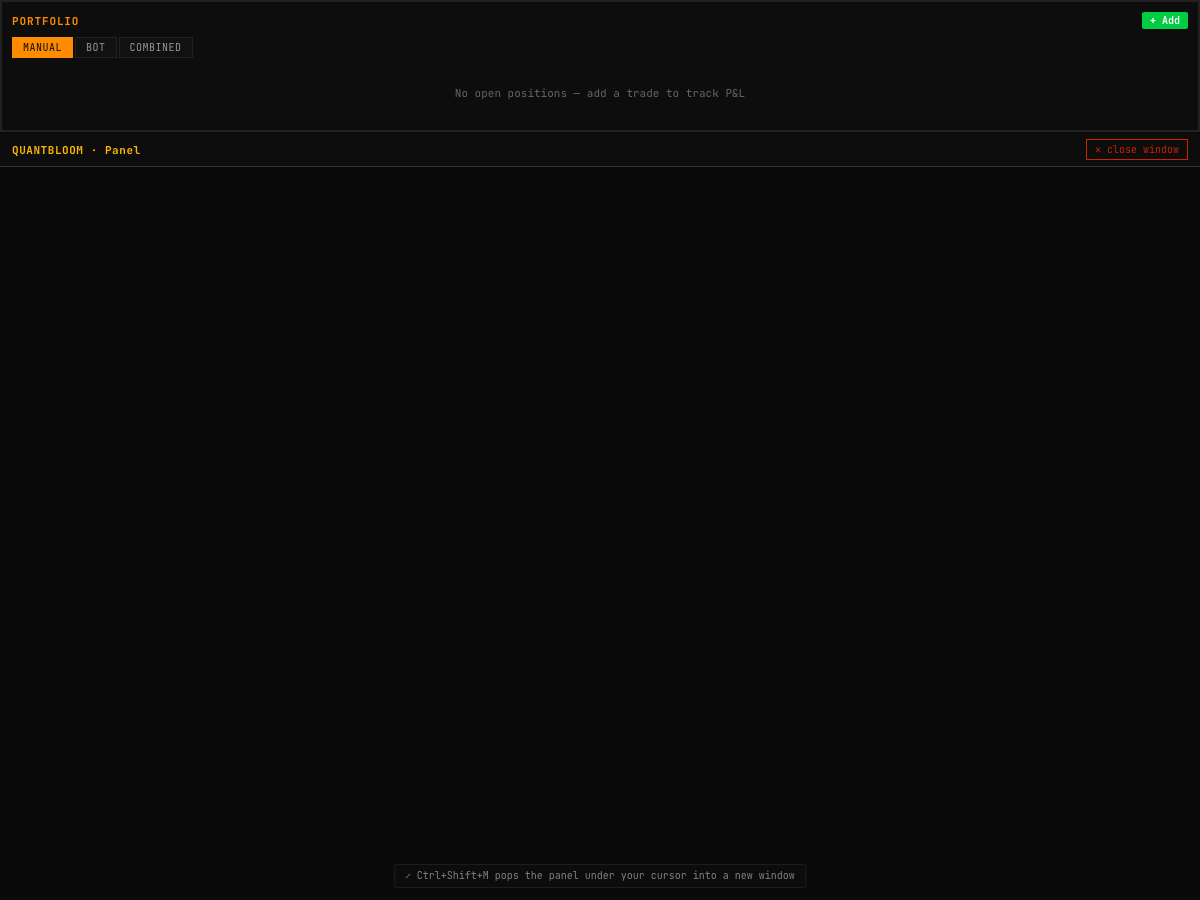 PORTFOLIO
+ Add
MANUAL BOT COMBINED
No open positions — add a trade to track P&L
QUANTBLOOM · Panel
× close window
⤢ Ctrl+Shift+M pops the panel under your cursor into a new window